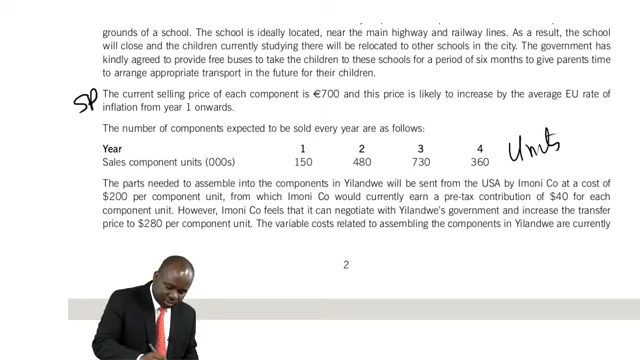 grounds of a school. The school is ideally located, near the main highway and railway lines. As a result, the school
will close and the children currently studying there will be relocated to other schools in the city. The government has
kindly agreed to provide free buses to take the children to these schools for a period of six months to give parents time
to arrange appropriate transport in the future for their children.
SP The current selling price of each component is €700 and this price is likely to increase by the average EU rate of
inflation from year 1 onwards.
The number of components expected to be sold every year are as follows:
Year 1 2 3 4
Sales component units (000s) 150 480 730 360 Units
The parts needed to assemble into the components in Yilandwe will be sent from the USA by Imoni Co at a cost of
$200 per component unit, from which Imoni Co would currently earn a pre-tax contribution of $40 for each
component unit. However, Imoni Co feels that it can negotiate with Yilandwe's government and increase the transfer
price to $280 per component unit. The variable costs related to assembling the components in Yilandwe are currently
2